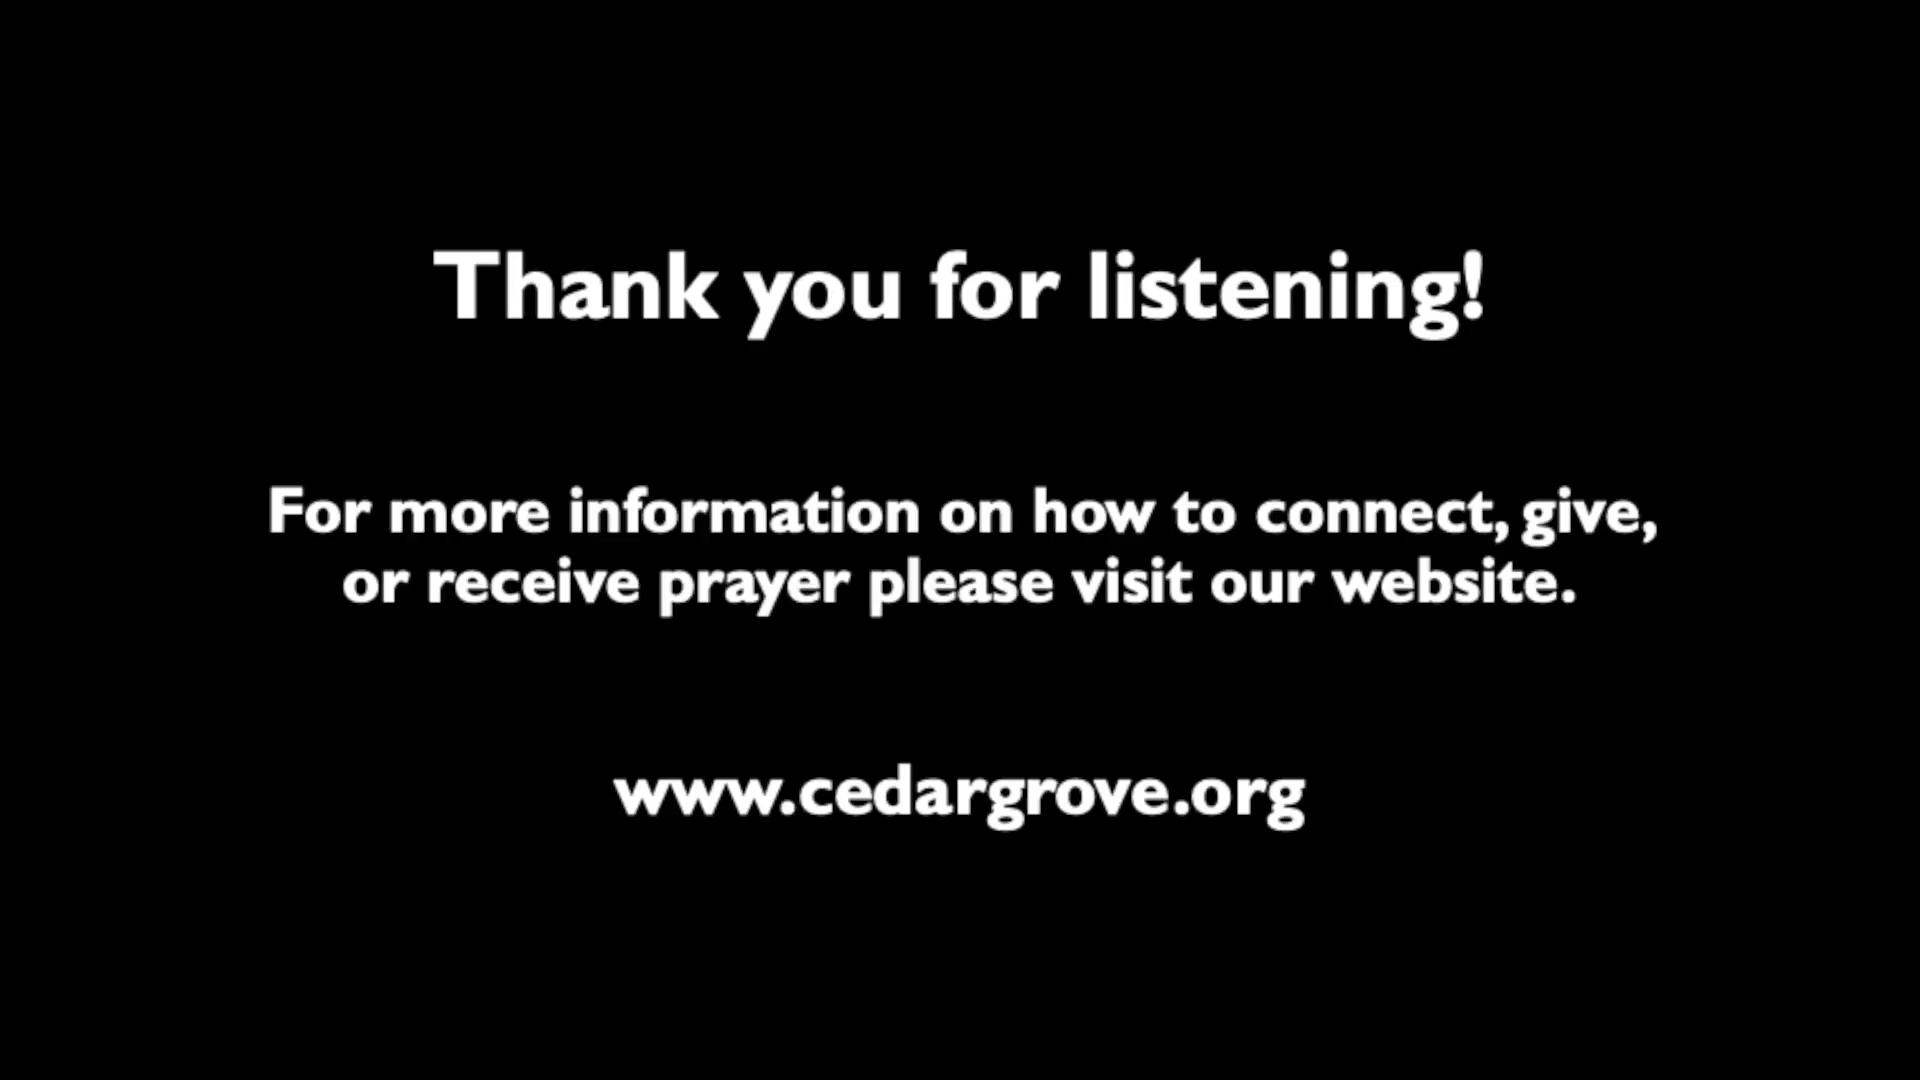 Thank you for listening!
For more information on how to connect, give,
or receive prayer please visit our website.
www.cedargrove.org